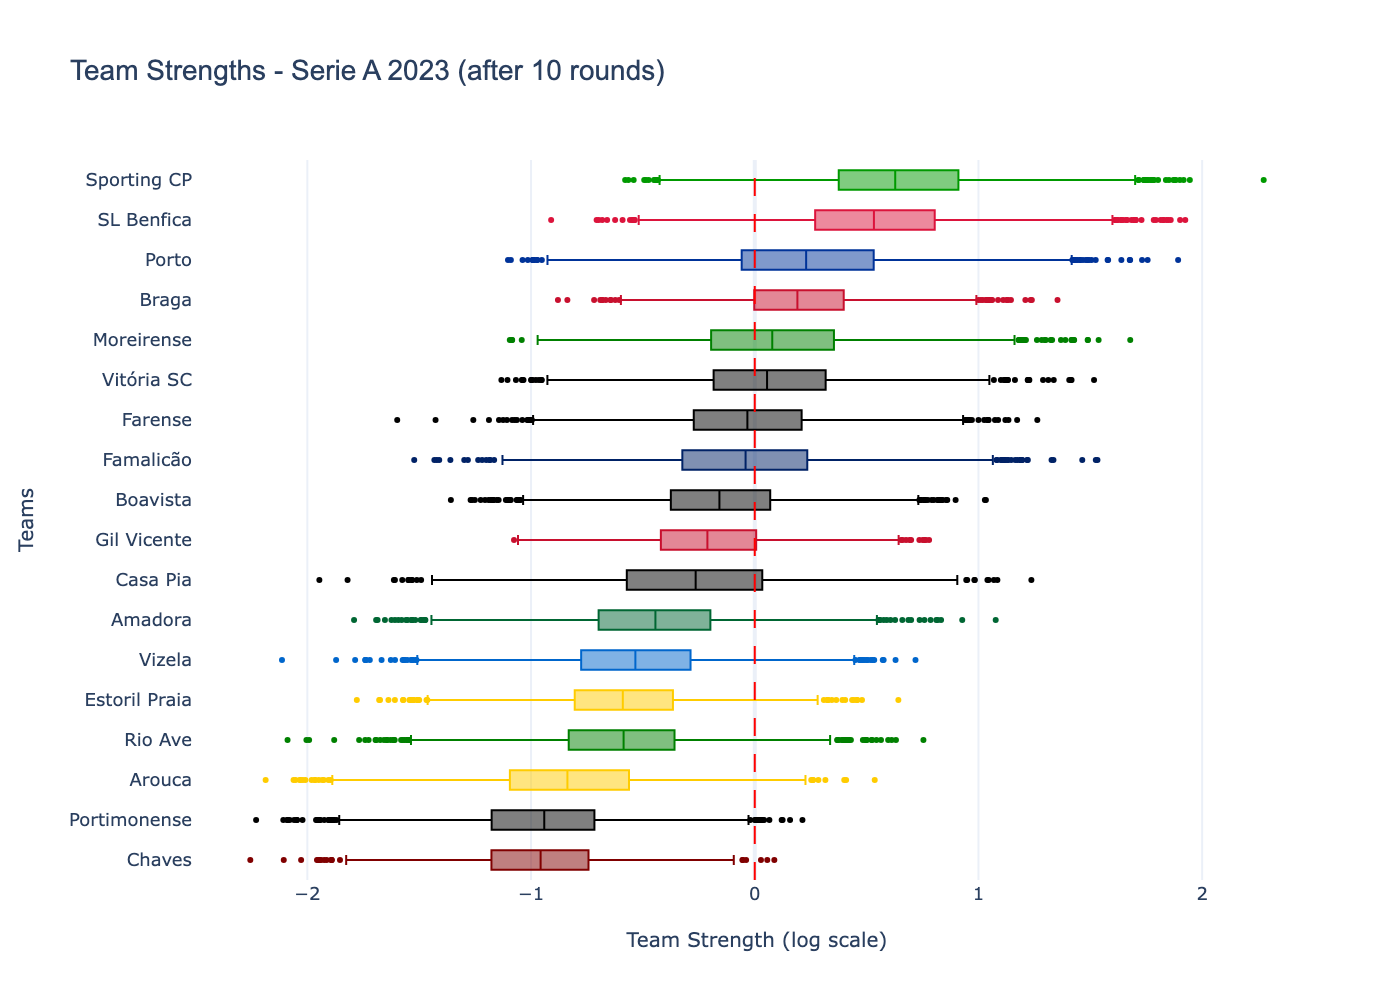 Team Strengths - Serie A 2023 (after 10 rounds)
Sporting CP
SL Benfica
Porto
Braga
Moreirense
Vitória SC
Farense
Famalicão
Boavista
Gil Vicente
Casa Pia
Amadora
Vizela
Estoril Praia
Rio Ave
Arouca
Portimonense
Chaves
Teams
−2 −1 0 1 2
Team Strength (log scale)